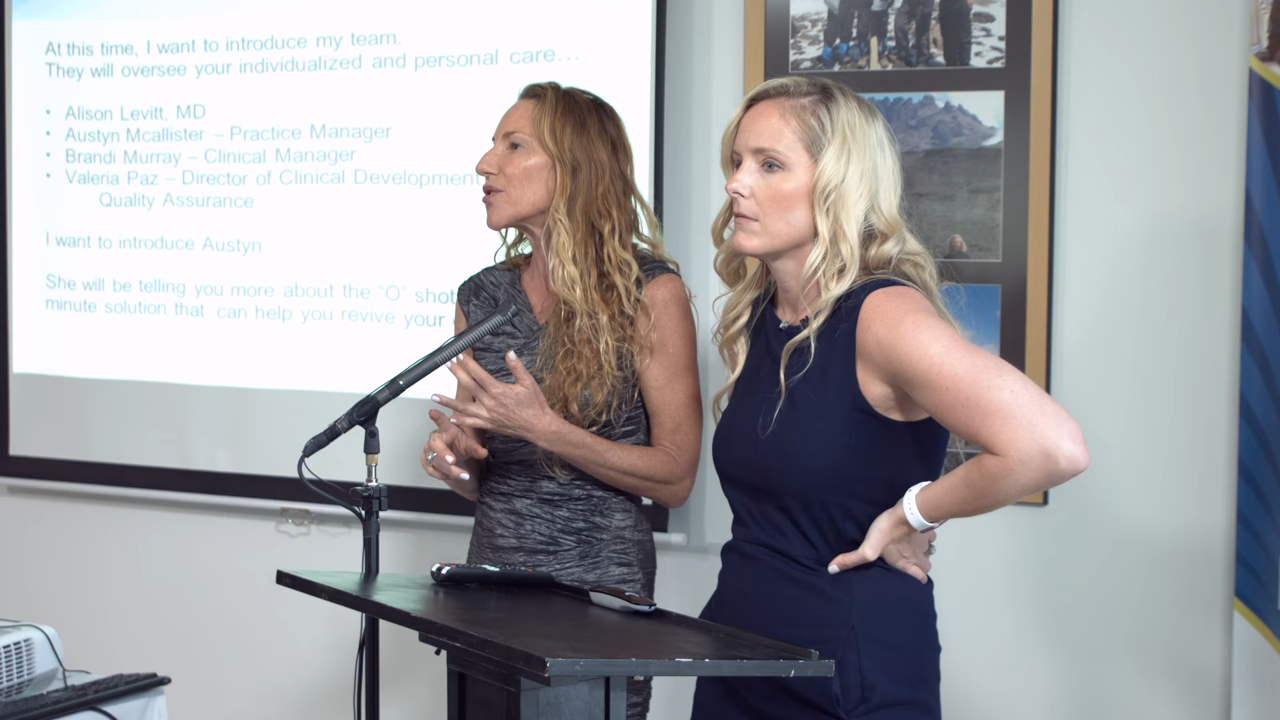 At this time, I want to introduce my team.
They will oversee your individualized and personal care…
• Alison Levitt, MD
• Austyn Mcallister – Practice Manager
• Brandi Murray – Clinical Manager
• Valeria Paz – Director of Clinical Development
Quality Assurance
I want to introduce Austyn
She will be telling you more about the "O" shot
minute solution that can help you revive your